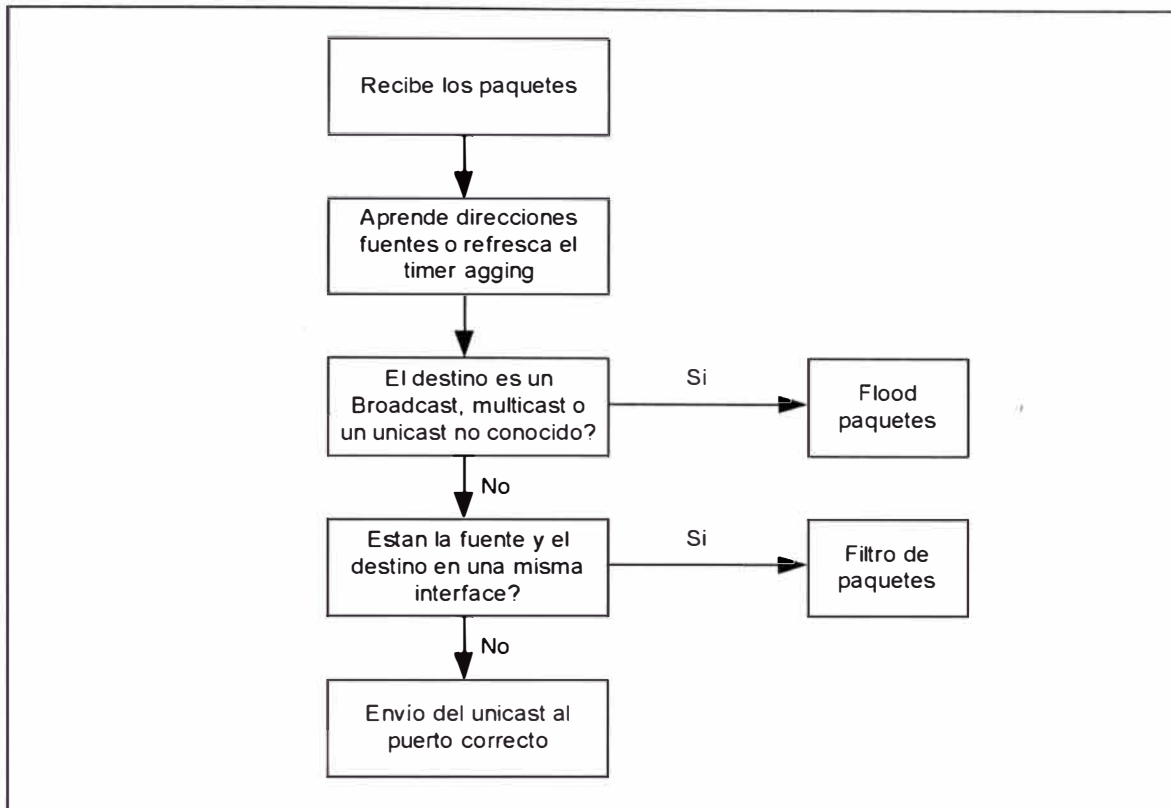 Recibe los paquetes
Aprende direcciones
fuentes o refresca el
timer agging
El destino es un
Broadcast, multicast o
un unicast no conocido?
Si
Flood
paquetes
No
Estan la fuente y el
destino en una misma
interface?
Si
Filtro de
paquetes
No
Envío del unicast al
puerto correcto